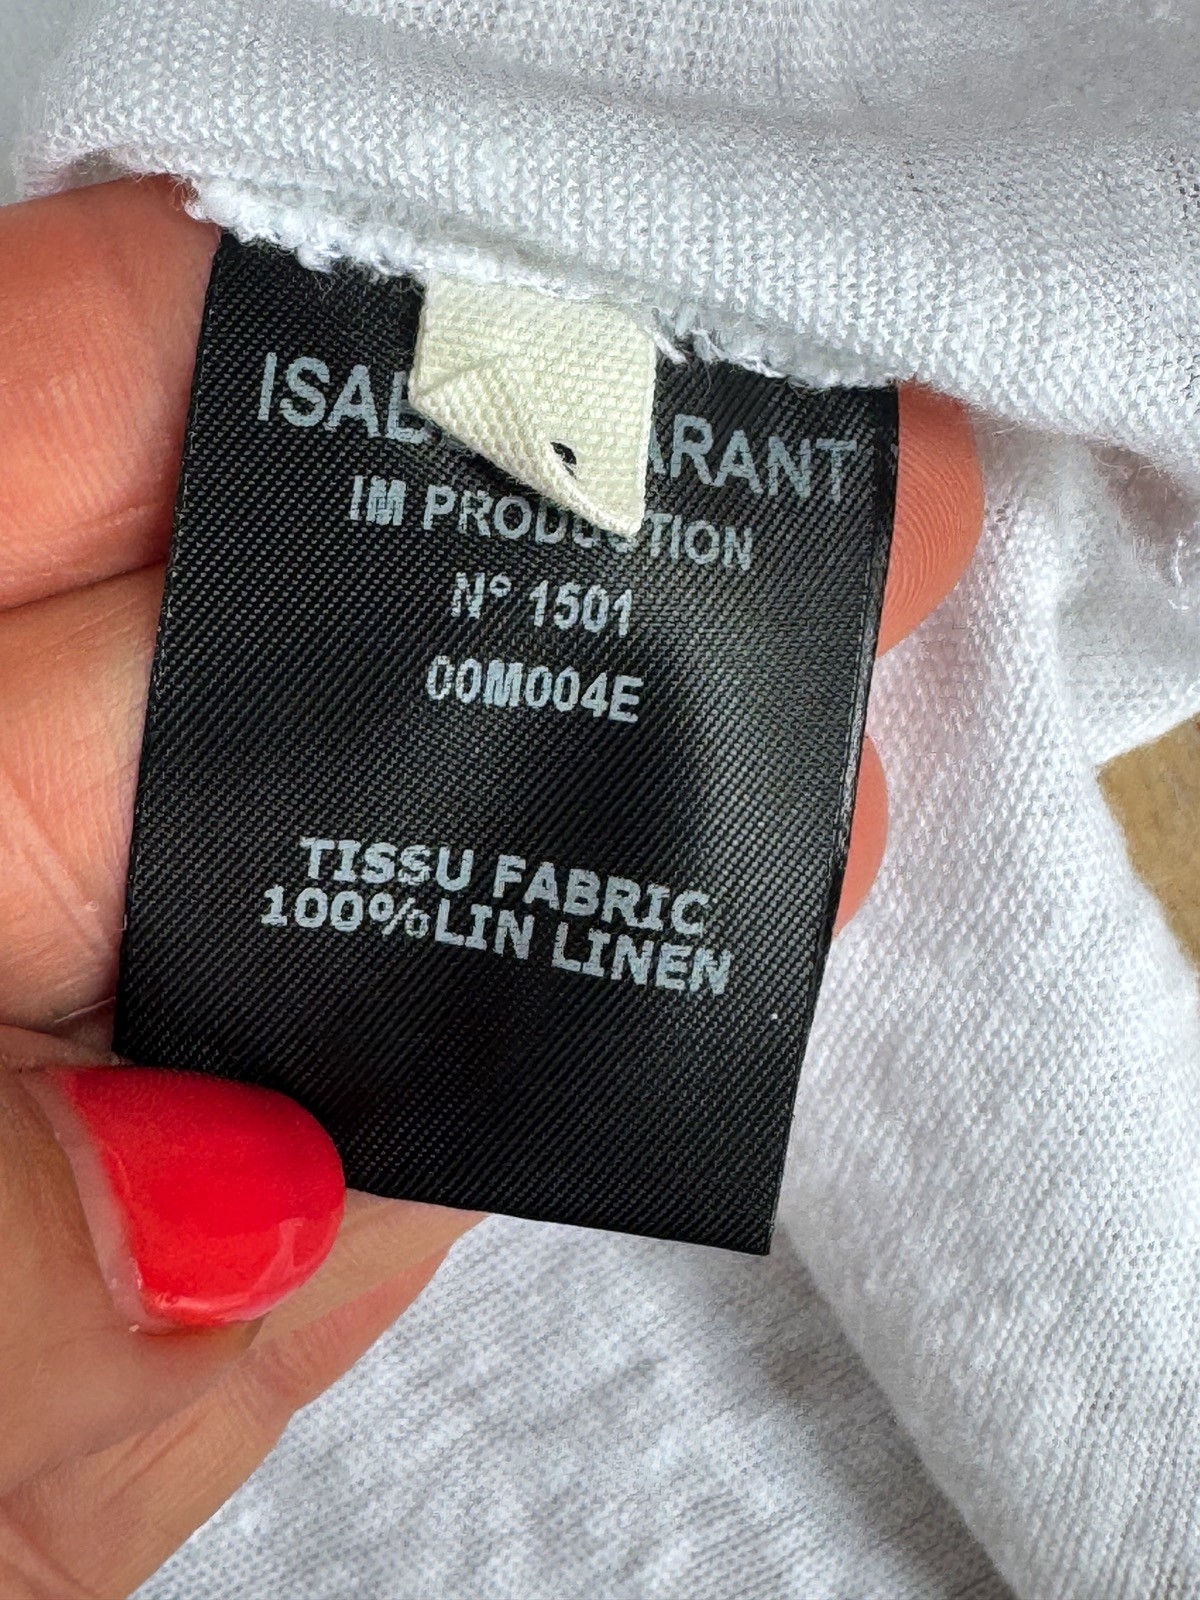 IM PRODUCTION
N° 1501
00M004E
TISSU FABRIC
100%LIN LINEN